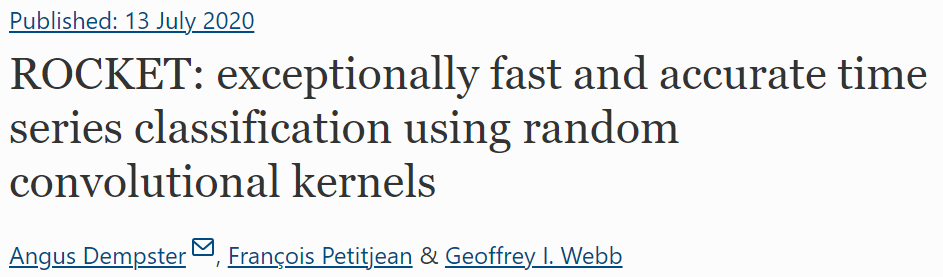 Published: 13 July 2020
ROCKET: exceptionally fast and accurate time
series classification using random
convolutional kernels
Angus Dempster, François Petitjean & Geoffrey I. Webb